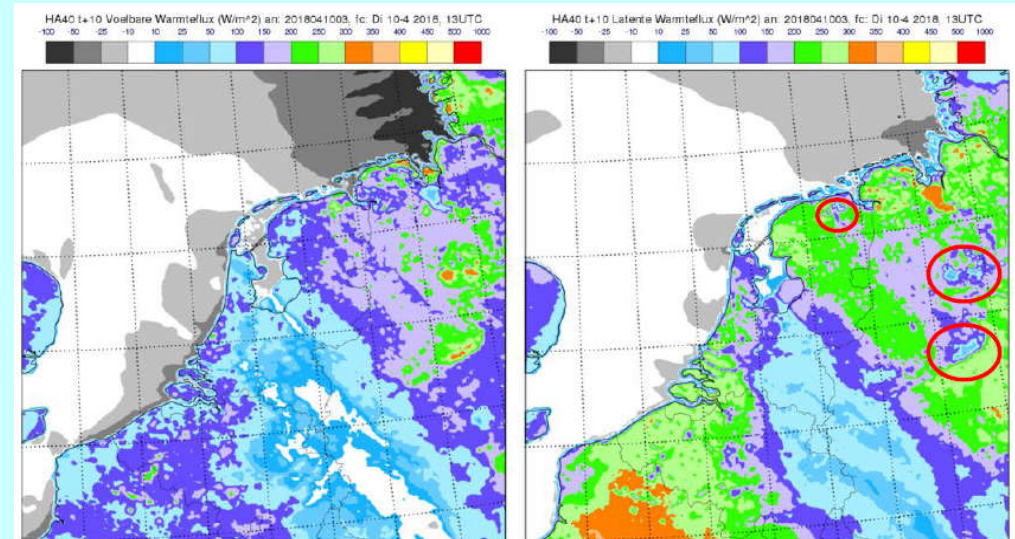 HA40 t+10 Voelbare Warmteflux (W/m^2) an: 2018041003, fc: Di 10-4 2018, 13UTC
-100 -50 -25 -10 10 25 50 100 150 200 250 300 350 400 450 500 1000
HA40 t+10 Latente Warmteflux (W/m^2) an: 2018041003, fc: Di 10-4 2018, 13UTC
-100 -50 -25 -10 10 25 50 100 150 200 250 300 350 400 450 500 1000